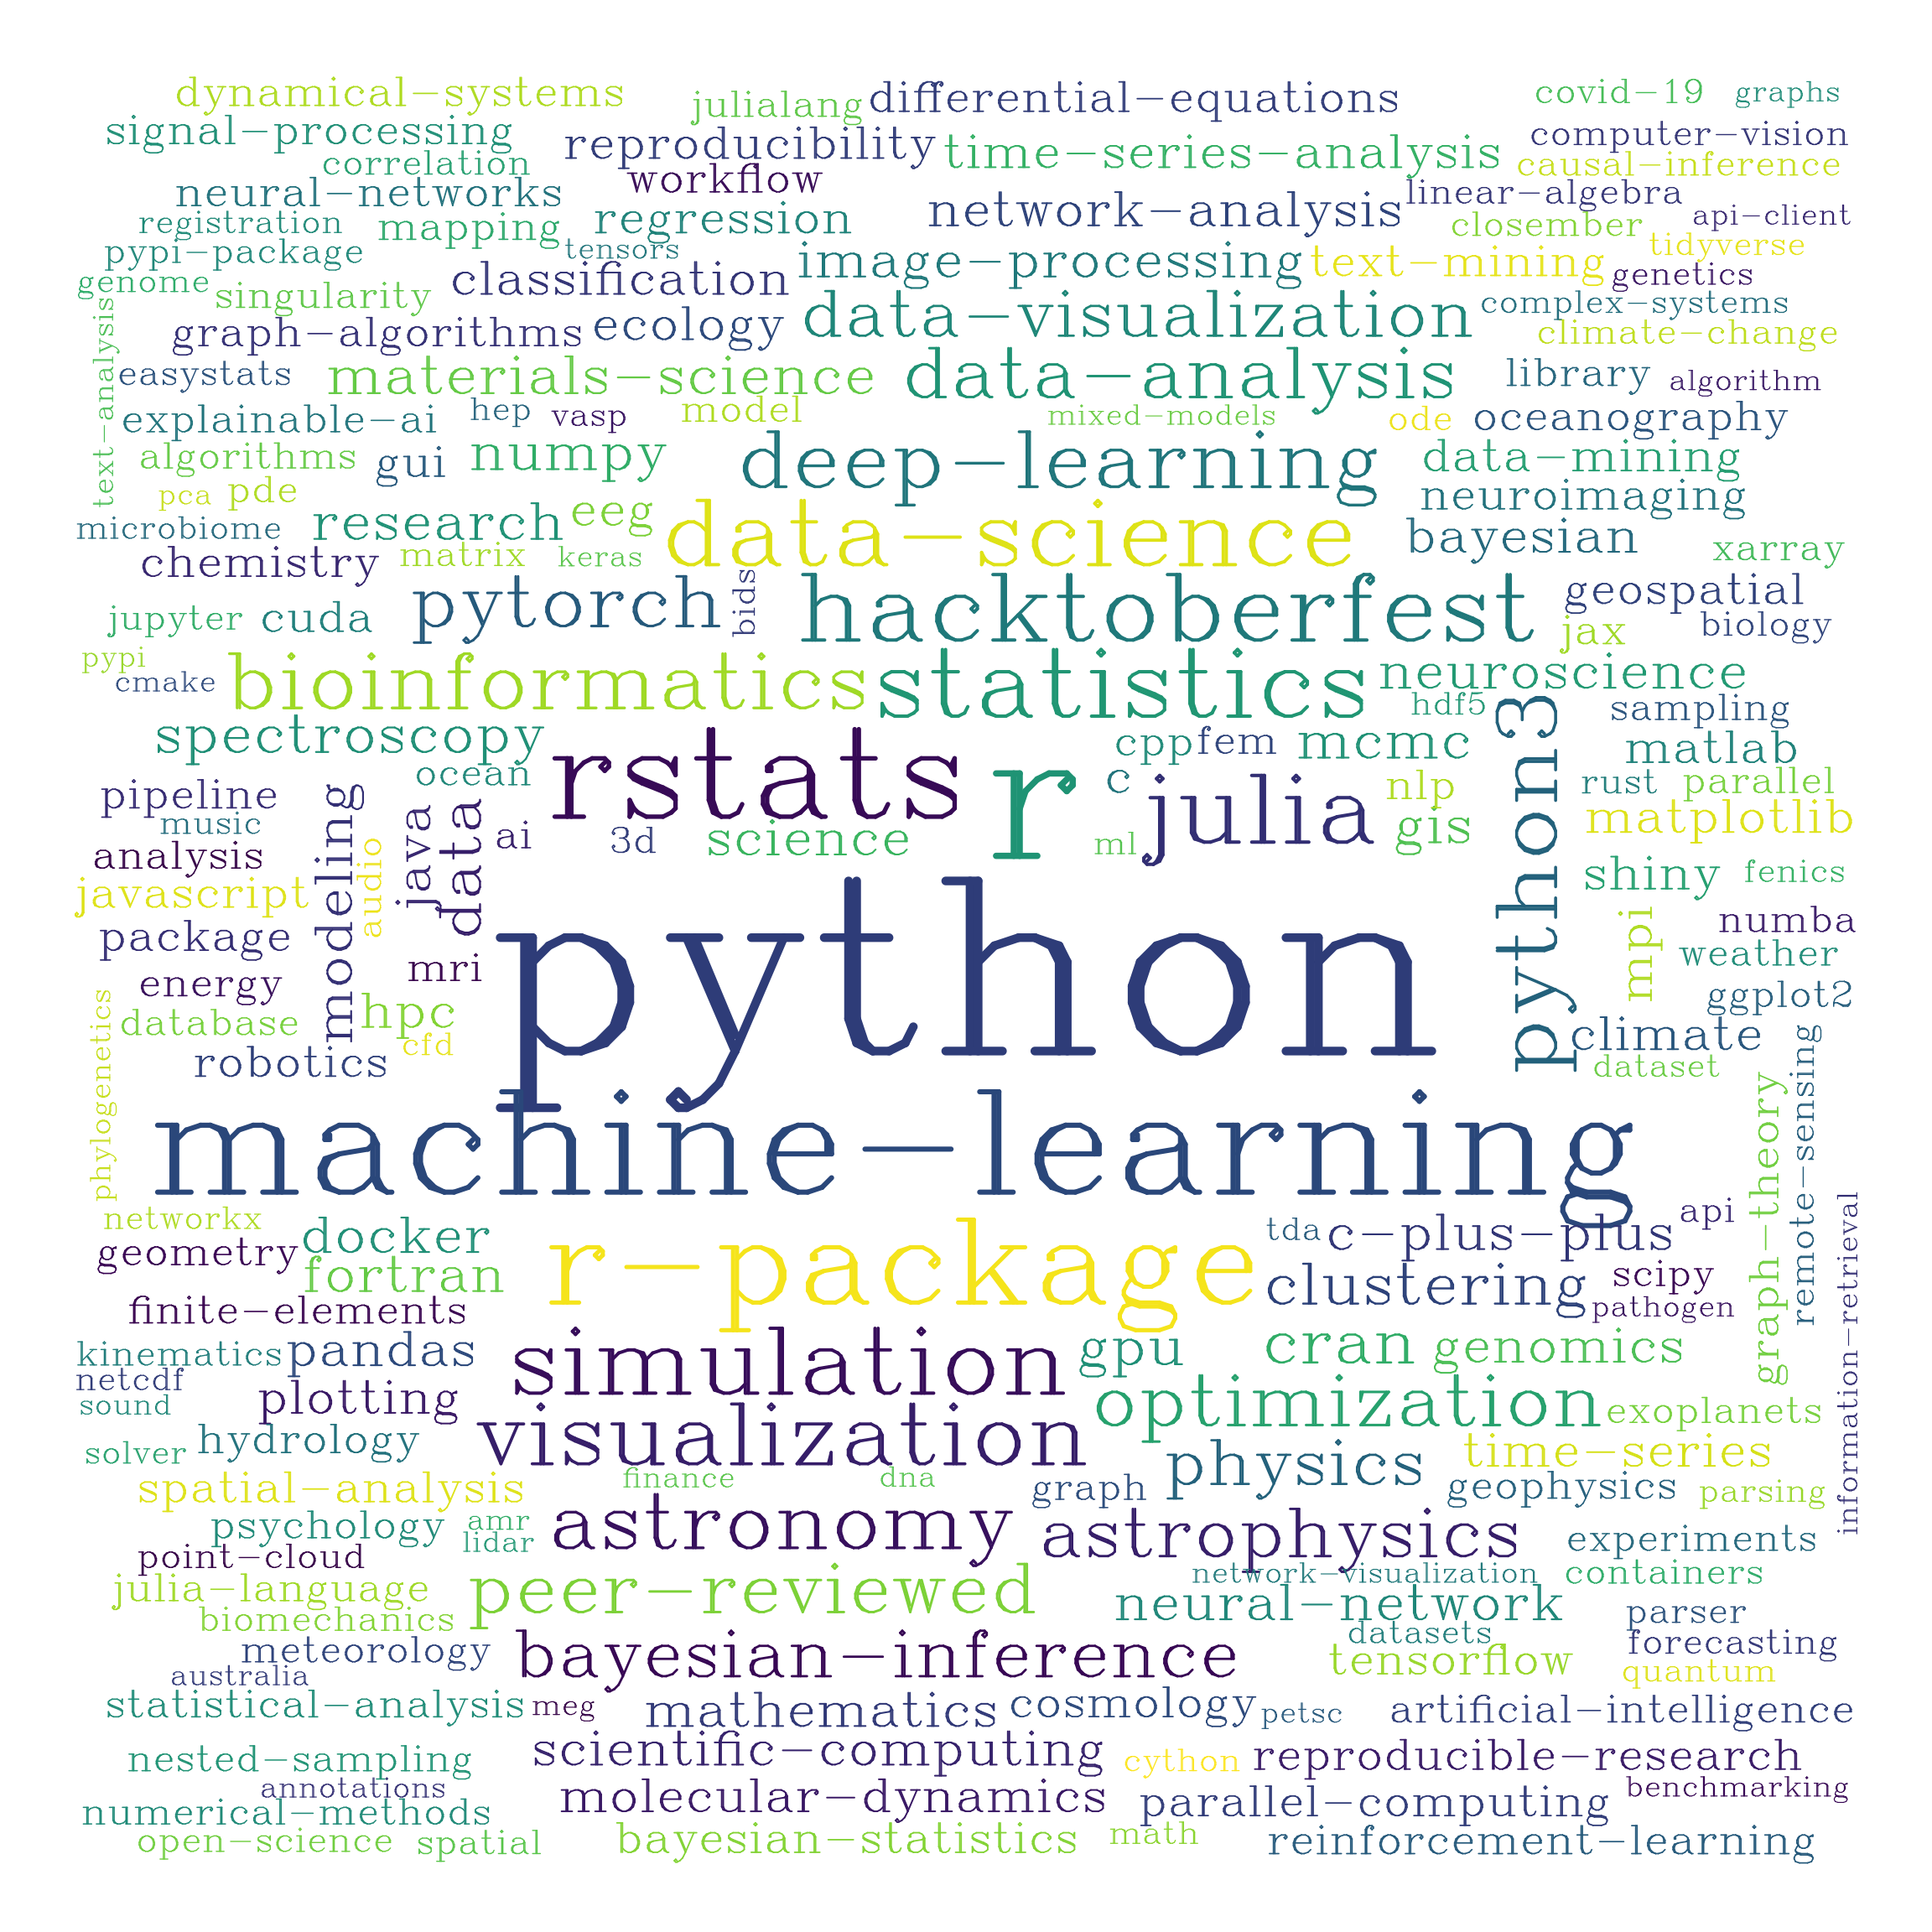 dynamical-systems
julialang
differential-equations
covid-19
graphs
signal-processing
reproducibility
time-series-analysis
computer-vision
correlation
workflow
causal-inference
neural-networks
linear-algebra
registration
mapping
regression
network-analysis
closember
api-client
pypi-package
tensors
image-processing
text-mining
tidyverse
genome
singularity
classification
genetics
text-analysis
graph-algorithms
ecology
data-visualization
complex-systems
climate-change
easystats
materials-science
data-analysis
library
algorithm
explainable-ai
hep
vasp
model
mixed-models
ode
oceanography
algorithms
gui
numpy
deep-learning
data-mining
pca
pde
neuroimaging
microbiome
research
eeg
data-science
bayesian
chemistry
matrix
keras
xarray
jupyter
cuda
pytorch
bids
hacktoberfest
geospatial
jax
biology
pypi
cmake
bioinformatics
statistics
neuroscience
hdf5
sampling
spectroscopy
rstats
r
cpp
fem
mcmc
python3
matlab
ocean
c
julia
nlp
rust
parallel
pipeline
modeling
java
data
music
ai
3d
science
ml
gis
matplotlib
analysis
audio
shiny
fenics
javascript
python
package
mri
mpi
numba
weather
energy
hpc
ggplot2
database
cfd
climate
robotics
dataset
phylogenetics
machine-learning
graph-theory
remote-sensing
networkx
docker
r-package
tda
c-plus-plus
api
information-retrieval
geometry
fortran
clustering
scipy
finite-elements
pathogen
kinematics
pandas
simulation
gpu
cran
genomics
netcdf
sound
plotting
optimization
exoplanets
solver
hydrology
visualization
physics
time-series
spatial-analysis
finance
dna
graph
geophysics
parsing
psychology
amr
lidar
astronomy
astrophysics
experiments
point-cloud
network-visualization
containers
julia-language
peer-reviewed
neural-network
biomechanics
parser
meteorology
bayesian-inference
datasets
forecasting
australia
tensorflow
quantum
statistical-analysis
meg
mathematics
cosmology
petsc
artificial-intelligence
nested-sampling
scientific-computing
cython
reproducible-research
annotations
molecular-dynamics
benchmarking
numerical-methods
parallel-computing
open-science
spatial
bayesian-statistics
math
reinforcement-learning